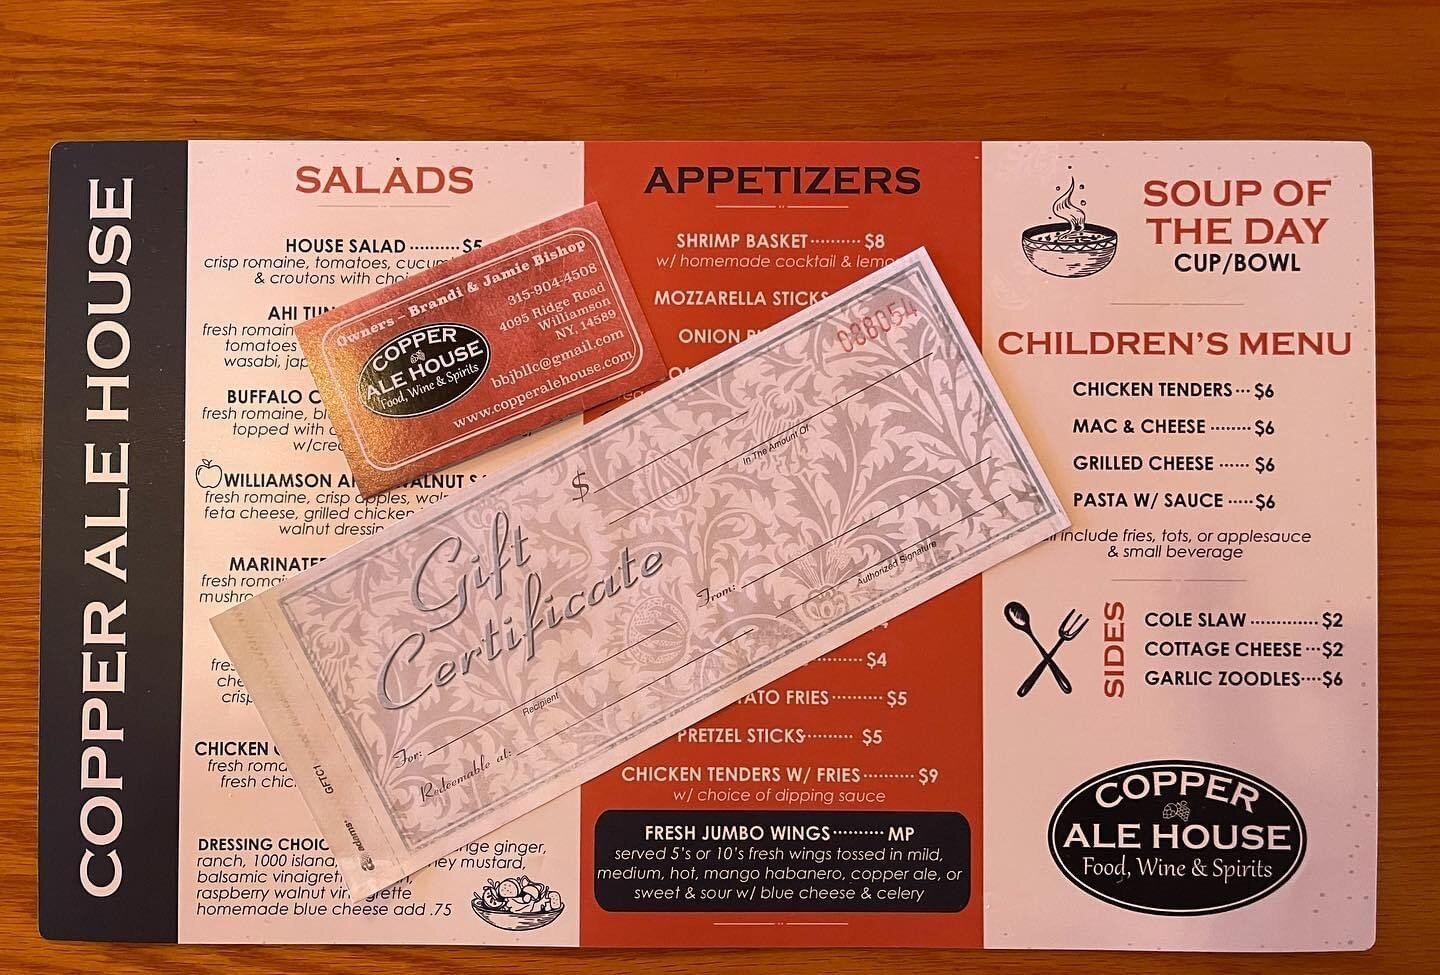 COPPER ALE HOUSE
SALADS
HOUSE SALAD ·········· $5
crisp romaine, tomatoes,
& croutons with
AHI
fresh
tomatoes
wasabi,
BUFFALO
fresh romaine,
topped with
WILLIAMSON
fresh romaine, crisp apples,
feta cheese, grilled chicken
walnut
MARINATED
fresh
CHICKEN
fresh
fresh
DRESSING
ginger,
ranch, 1000 island,
mustard,
balsamic
raspberry walnut
homemade blue cheese add .75
Owners – Brandi & Jamie Bishop
315-904-4508
4095 Ridge Road
Williamson
NY, 14589
bbjbllc@gmail.com
www.copperalehouse.com
COPPER
ALE HOUSE
Food, Wine & Spirits
APPETIZERS
SHRIMP BASKET ·········· $8
w/ homemade cocktail &
MOZZARELLA STICKS
ONION
$4
FRIES ·········· $5
PRETZEL STICKS ········· $5
CHICKEN TENDERS W/ FRIES ·········· $9
w/ choice of dipping sauce
FRESH JUMBO WINGS ·········· MP
served 5's or 10's fresh wings tossed in mild,
medium, hot, mango habanero, copper ale, or
sweet & sour w/ blue cheese & celery
Gift
Certificate
088054
$
In The Amount Of
For:
Recipient
From:
Authorized Signature
Redeemable at:
GFTC1
adams
SOUP OF
THE DAY
CUP/BOWL
CHILDREN'S MENU
CHICKEN TENDERS ··· $6
MAC & CHEESE ········ $6
GRILLED CHEESE ······ $6
PASTA W/ SAUCE ····· $6
include fries, tots, or applesauce
& small beverage
SIDES
COLE SLAW ············· $2
COTTAGE CHEESE ··· $2
GARLIC ZOODLES ···· $6
COPPER
ALE HOUSE
Food, Wine & Spirits